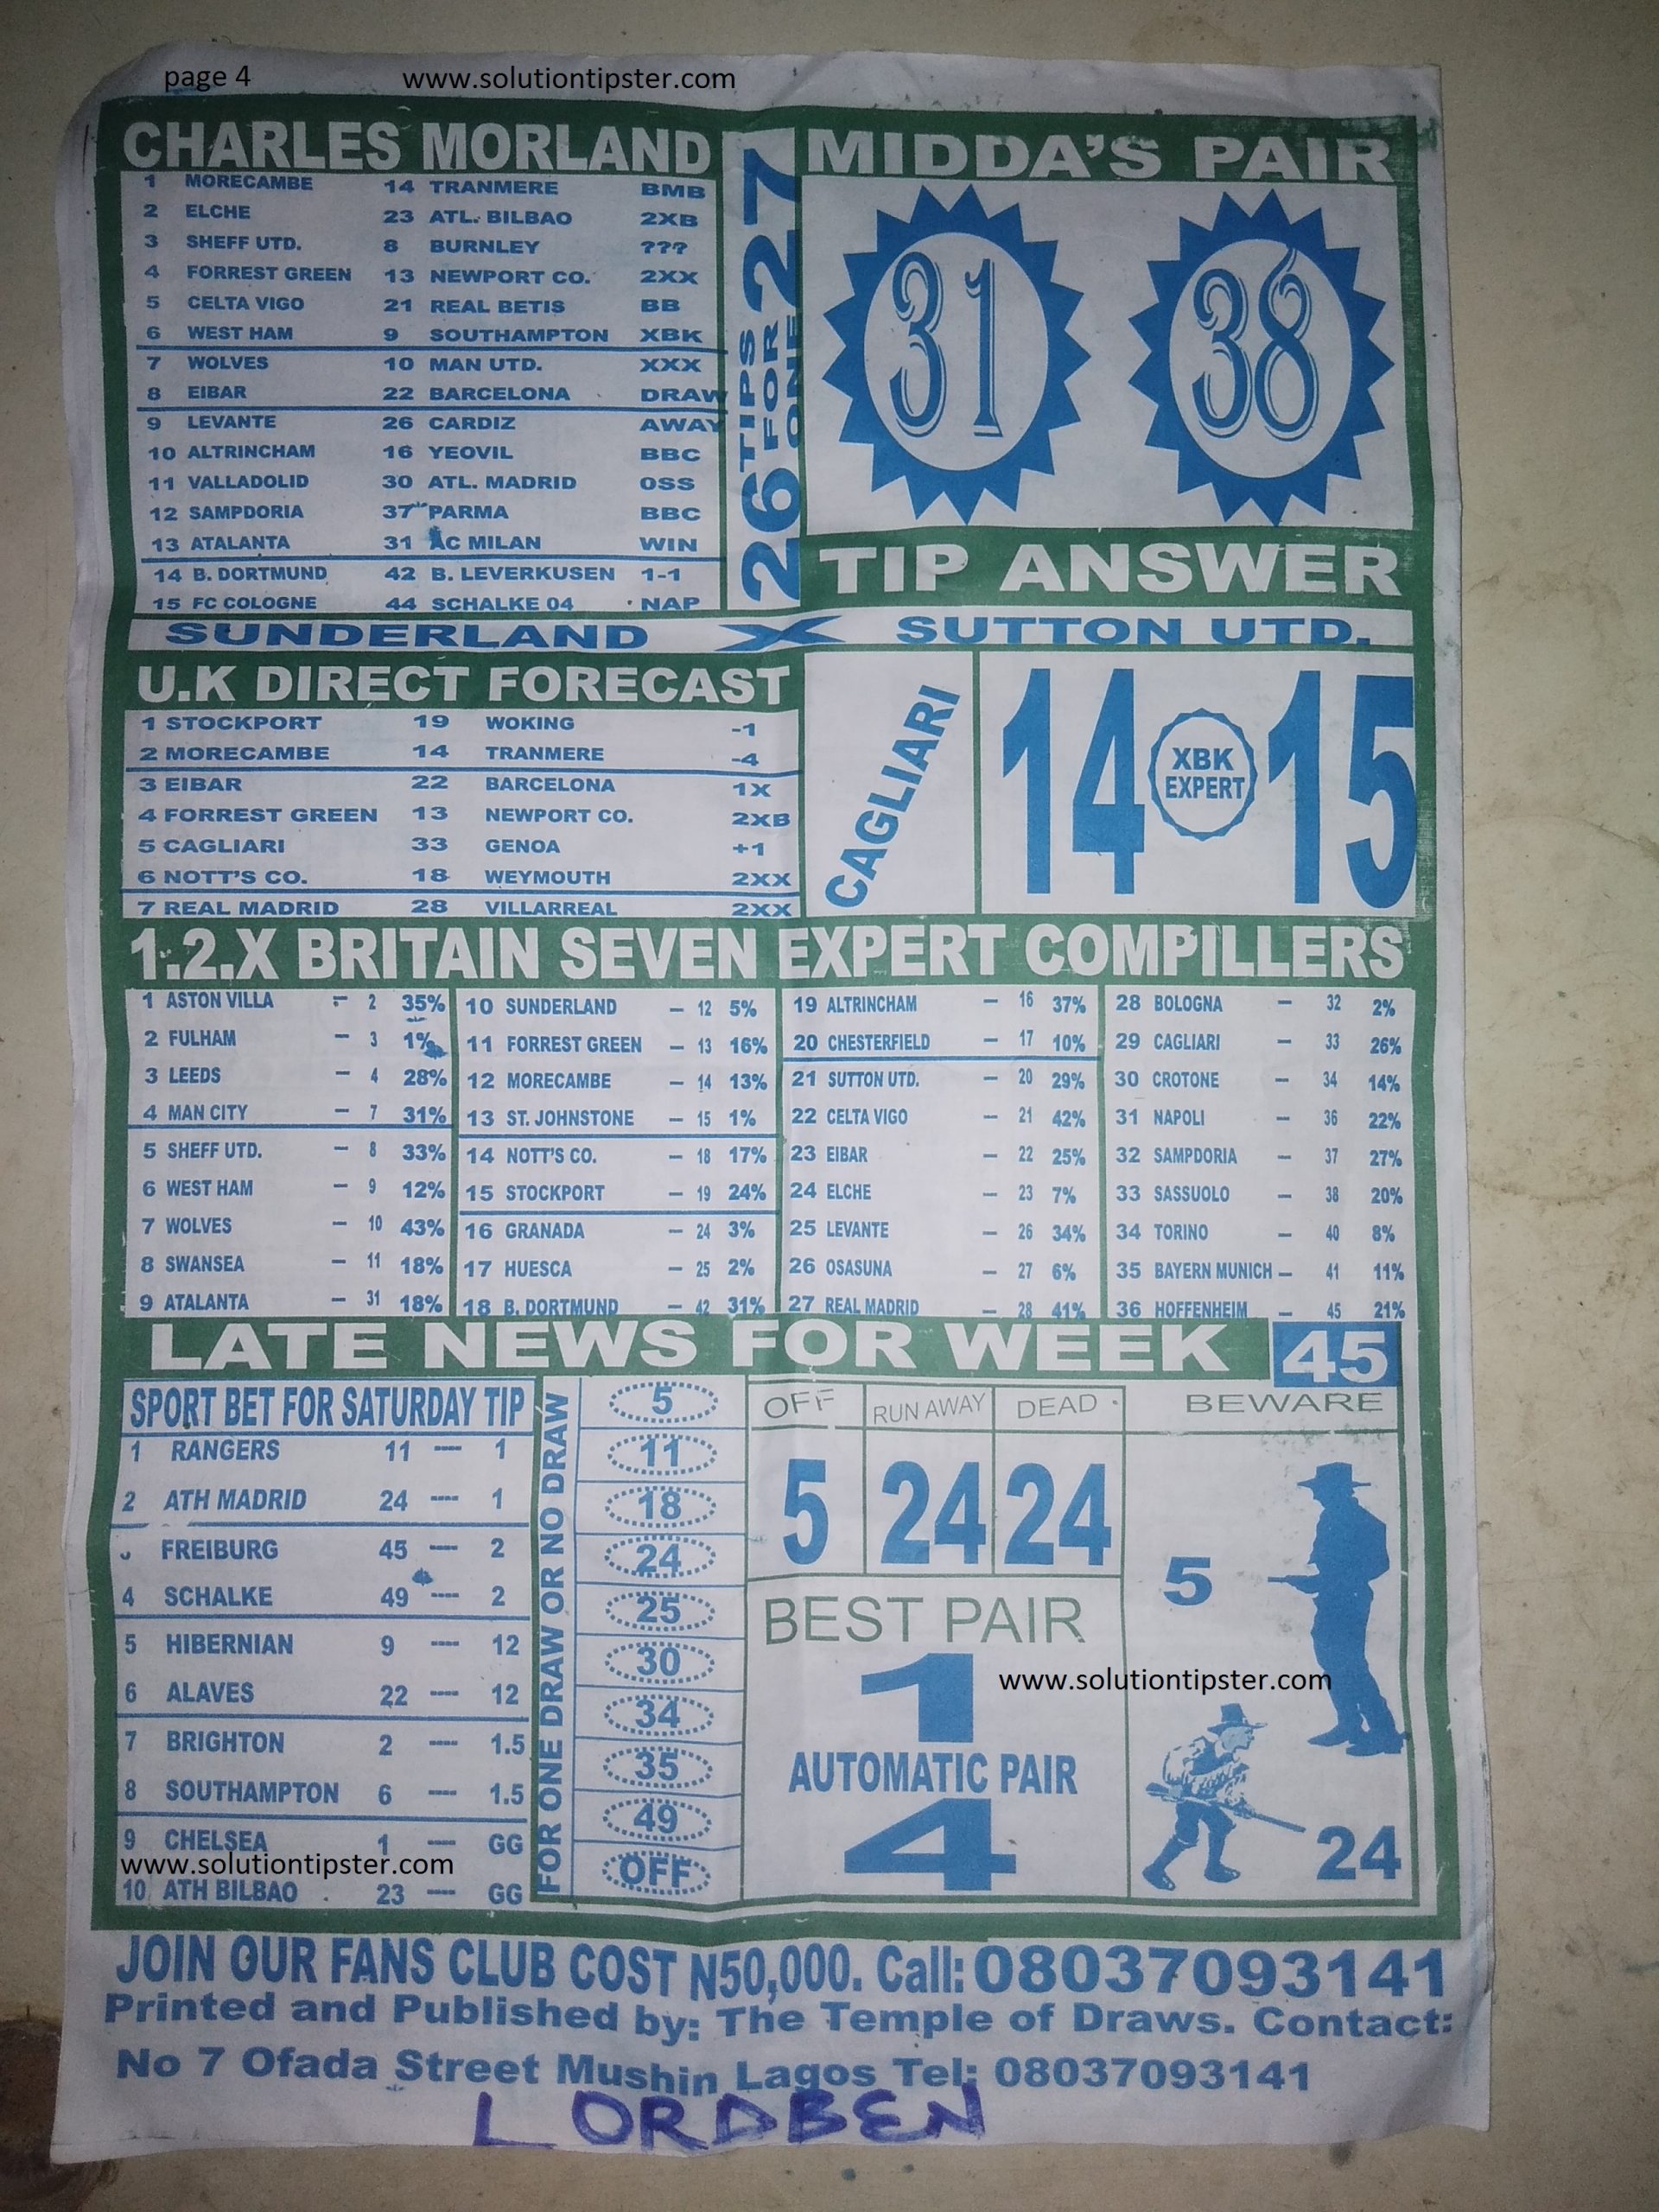 page 4 www.solutiontipster.com
CHARLES MORLAND
1 MORECAMBE 14 TRANMERE BMB
2 ELCHE 23 ATL. BILBAO 2XB
3 SHEFF UTD. 8 BURNLEY ???
4 FORREST GREEN 13 NEWPORT CO. 2XX
5 CELTA VIGO 21 REAL BETIS BB
6 WEST HAM 9 SOUTHAMPTON XBK
7 WOLVES 10 MAN UTD. XXX
8 EIBAR 22 BARCELONA DRAW
9 LEVANTE 26 CARDIZ AWAY
10 ALTRINCHAM 16 YEOVIL BBC
11 VALLADOLID 30 ATL. MADRID OSS
12 SAMPDORIA 37 PARMA BBC
13 ATALANTA 31 AC MILAN WIN
14 B. DORTMUND 42 B. LEVERKUSEN 1-1
15 FC COLOGNE 44 SCHALKE 04 NAP
26 TIPS FOR ONE 27
MIDDA'S PAIR
31 38
TIP ANSWER
SUNDERLAND X SUTTON UTD.
U.K DIRECT FORECAST
1 STOCKPORT 19 WOKING -1
2 MORECAMBE 14 TRANMERE -4
3 EIBAR 22 BARCELONA 1X
4 FORREST GREEN 13 NEWPORT CO. 2XB
5 CAGLIARI 33 GENOA +1
6 NOTT'S CO. 18 WEYMOUTH 2XX
7 REAL MADRID 28 VILLARREAL 2XX
CAGLIARI
14 XBK EXPERT 15
1.2.X BRITAIN SEVEN EXPERT COMPILLERS
1 ASTON VILLA - 2 35%
2 FULHAM - 3 1%
3 LEEDS - 4 28%
4 MAN CITY - 7 31%
5 SHEFF UTD. - 8 33%
6 WEST HAM - 9 12%
7 WOLVES - 10 43%
8 SWANSEA - 11 18%
9 ATALANTA - 31 18%
10 SUNDERLAND - 12 5%
11 FORREST GREEN - 13 16%
12 MORECAMBE - 14 13%
13 ST. JOHNSTONE - 15 1%
14 NOTT'S CO. - 18 17%
15 STOCKPORT - 19 24%
16 GRANADA - 24 3%
17 HUESCA - 25 2%
18 B. DORTMUND - 42 31%
19 ALTRINCHAM - 16 37%
20 CHESTERFIELD - 17 10%
21 SUTTON UTD. - 20 29%
22 CELTA VIGO - 21 42%
23 EIBAR - 22 25%
24 ELCHE - 23 7%
25 LEVANTE - 26 34%
26 OSASUNA - 27 6%
27 REAL MADRID - 28 41%
28 BOLOGNA - 32 2%
29 CAGLIARI - 33 26%
30 CROTONE - 34 14%
31 NAPOLI - 36 22%
32 SAMPDORIA - 37 27%
33 SASSUOLO - 38 20%
34 TORINO - 40 8%
35 BAYERN MUNICH - 41 11%
36 HOFFENHEIM - 45 21%
LATE NEWS FOR WEEK 45
SPORT BET FOR SATURDAY TIP
1 RANGERS 11 ---- 1
2 ATH MADRID 24 ---- 1
FREIBURG 45 ---- 2
4 SCHALKE 49 ---- 2
5 HIBERNIAN 9 ---- 12
6 ALAVES 22 ---- 12
7 BRIGHTON 2 ---- 1.5
8 SOUTHAMPTON 6 ---- 1.5
9 CHELSEA 1 ---- GG
www.solutiontipster.com
10 ATH BILBAO 23 ---- GG
FOR ONE DRAW OR NO DRAW
5
11
18
24
25
30
34
35
49
OFF
OFF RUN AWAY DEAD
5 24 24
BEST PAIR
1
www.solutiontipster.com
AUTOMATIC PAIR
4
BEWARE
5
24
JOIN OUR FANS CLUB COST N50,000. Call: 08037093141
Printed and Published by: The Temple of Draws. Contact:
No 7 Ofada Street Mushin Lagos Tel: 08037093141
LORDBEN